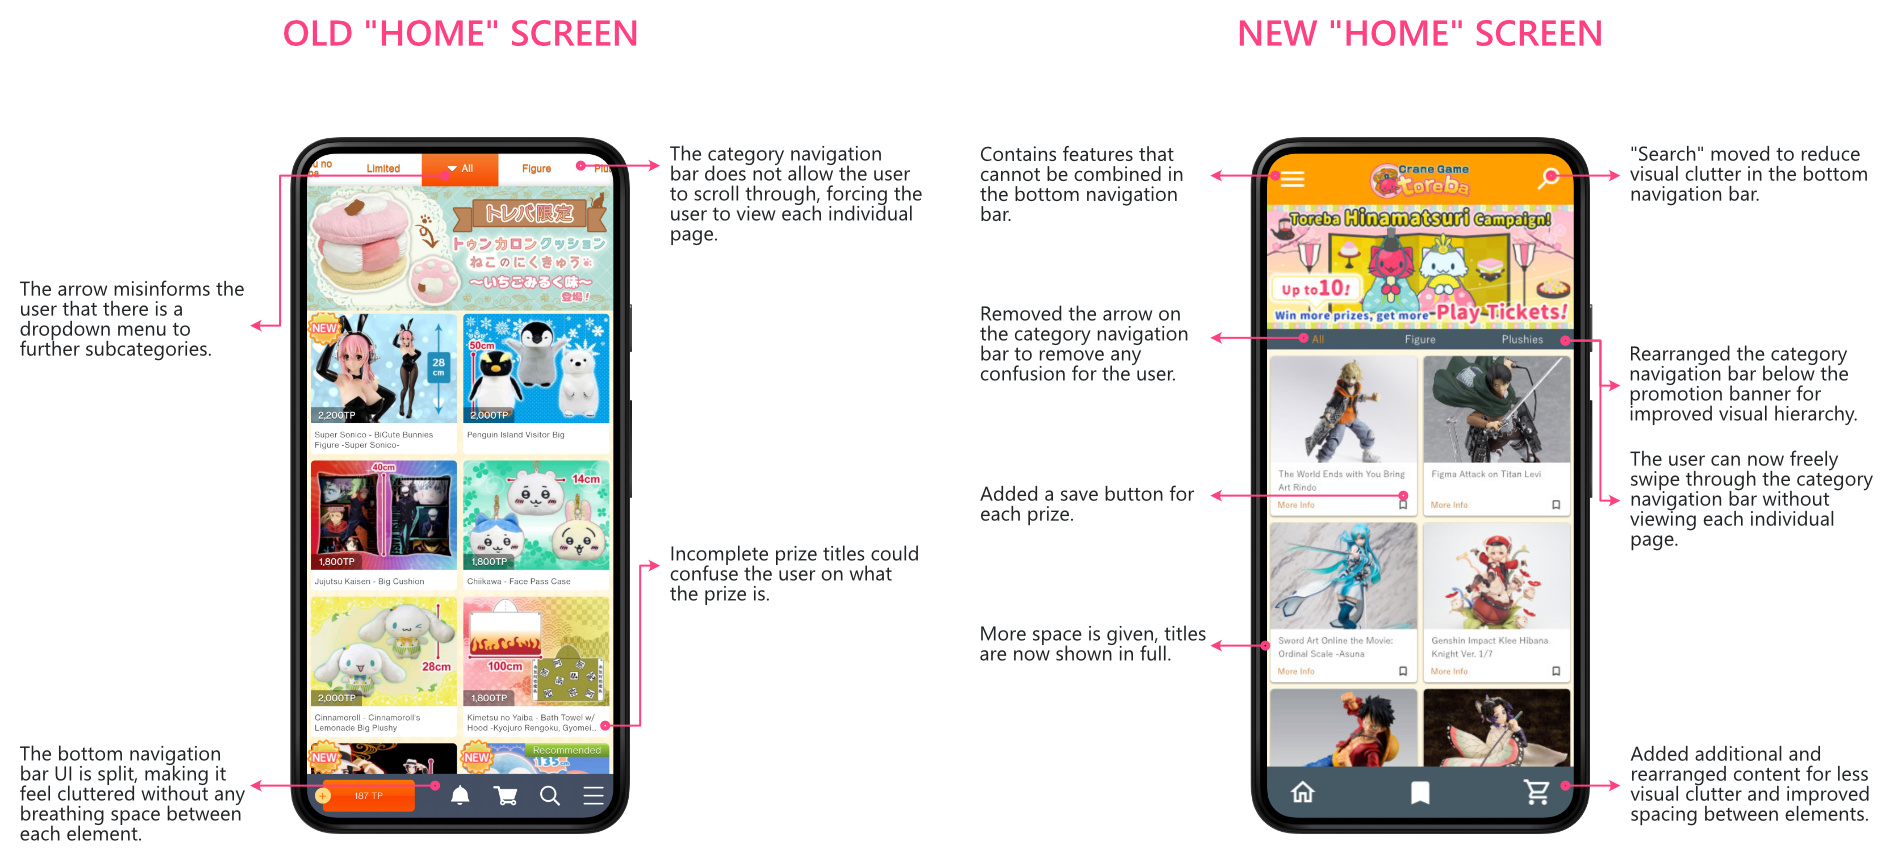 OLD "HOME" SCREEN
The arrow misinforms the
user that there is a
dropdown menu to
further subcategories.
The bottom navigation
bar UI is split, making it
feel cluttered without any
breathing space between
each element.
u no
ba
Limited
All
Figure
Plu
トレバ限定
トゥンカロンクッション
ねこのにくきゅう
～いちごみるく味～
登場！
NEW
28
cm
2,200TP
Super Sonico - BiCute Bunnies
Figure -Super Sonico-
50cm
2,000TP
Penguin Island Visitor Big
40cm
1,800TP
Jujutsu Kaisen - Big Cushion
14cm
1,800TP
Chiikawa - Face Pass Case
28cm
2,000TP
Cinnamoroll - Cinnamoroll's
Lemonade Big Plushy
100cm
1,800TP
Kimetsu no Yaiba - Bath Towel w/
Hood -Kyojuro Rengoku, Gyomei..
NEW
NEW
Recommended
135cm
187 TP
The category navigation
bar does not allow the user
to scroll through, forcing the
user to view each individual
page.
Incomplete prize titles could
confuse the user on what
the prize is.
NEW "HOME" SCREEN
Contains features that
cannot be combined in
the bottom navigation
bar.
Removed the arrow on
the category navigation
bar to remove any
confusion for the user.
Added a save button for
each prize.
More space is given, titles
are now shown in full.
Crane Game
toreba
Toreba Hinamatsuri Campaign!
Up to10!
Win more prizes, get more Play Tickets!
All
Figure
Plushies
The World Ends with You Bring
Art Rindo
More Info
Figma Attack on Titan Levi
More Info
Sword Art Online the Movie:
Ordinal Scale -Asuna
More Info
Genshin Impact Klee Hibana
Knight Ver. 1/7
More Info
"Search" moved to reduce
visual clutter in the bottom
navigation bar.
Rearranged the category
navigation bar below the
promotion banner for
improved visual hierarchy.
The user can now freely
swipe through the category
navigation bar without
viewing each individual
page.
Added additional and
rearranged content for less
visual clutter and improved
spacing between elements.